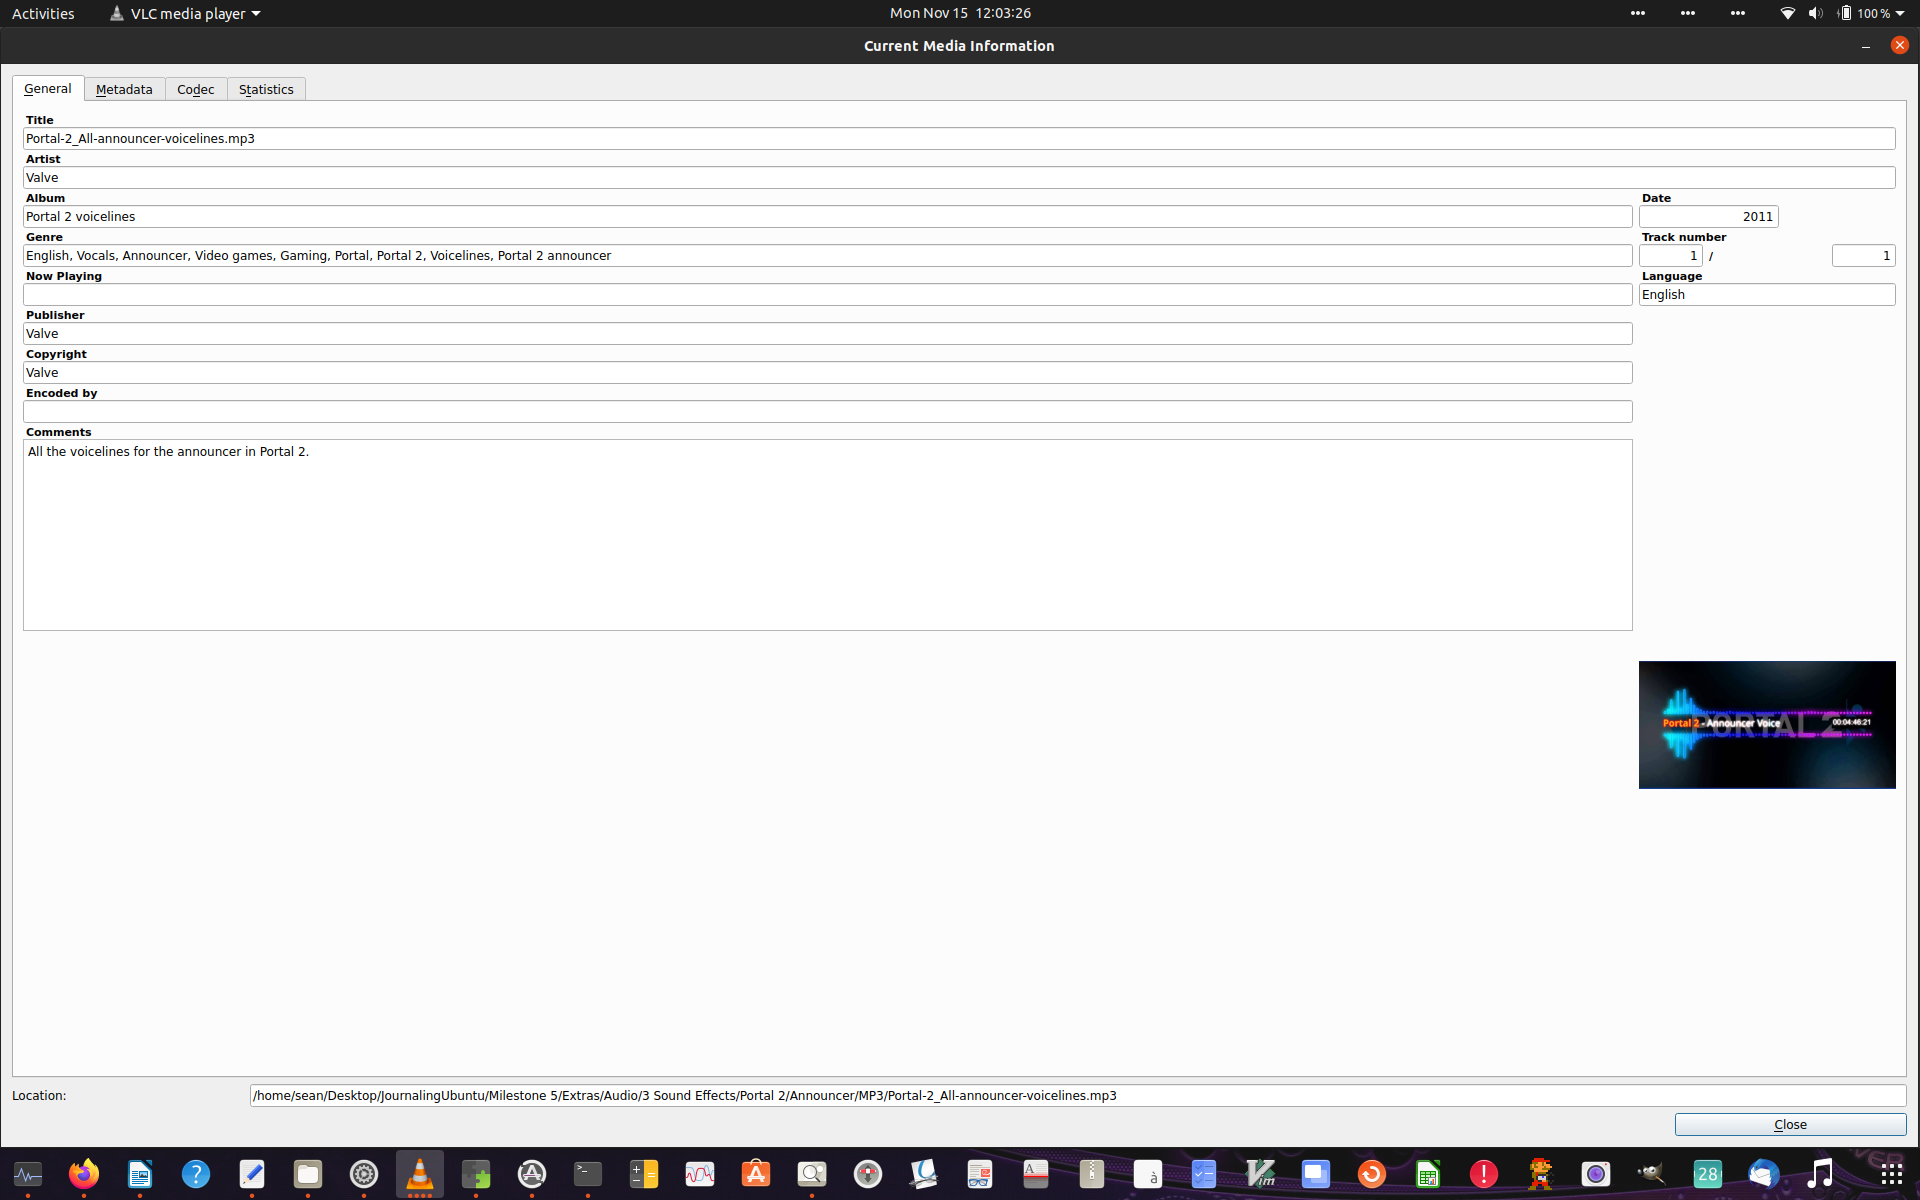 Activities VLC media player Mon Nov 15 12:03:26 100 %
Current Media Information
General Metadata Codec Statistics
Title
Portal-2_All-announcer-voicelines.mp3
Artist
Valve
Album Date
Portal 2 voicelines 2011
Genre Track number
English, Vocals, Announcer, Video games, Gaming, Portal, Portal 2, Voicelines, Portal 2 announcer 1 / 1
Now Playing Language
English
Publisher
Valve
Copyright
Valve
Encoded by
Comments
All the voicelines for the announcer in Portal 2.
PORTAL 2
Portal 2 - Announcer Voice 00:04:46:21
Location: /home/sean/Desktop/JournalingUbuntu/Milestone 5/Extras/Audio/3 Sound Effects/Portal 2/Announcer/MP3/Portal-2_All-announcer-voicelines.mp3
Close
28